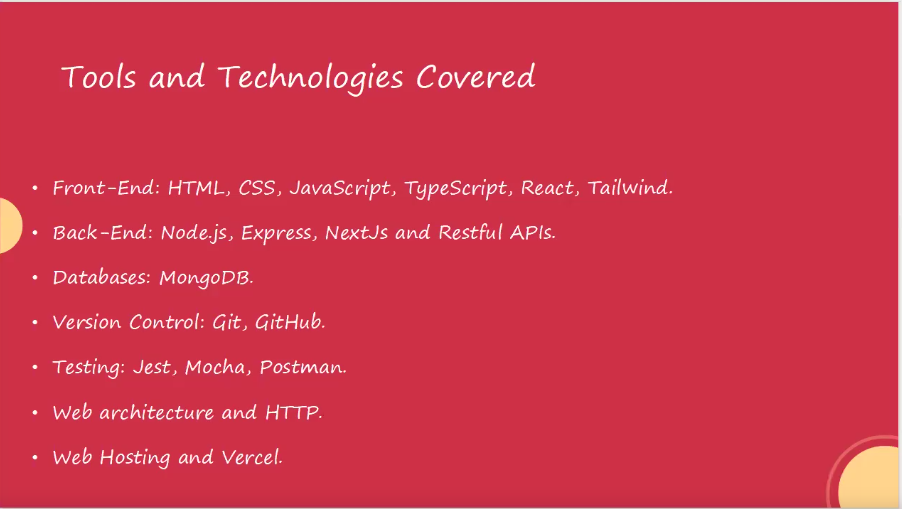 Tools and Technologies Covered
• Front-End: HTML, CSS, JavaScript, TypeScript, React, Tailwind.
• Back-End: Node.js, Express, NextJs and Restful APIs.
• Databases: MongoDB.
• Version Control: Git, GitHub.
• Testing: Jest, Mocha, Postman.
• Web architecture and HTTP.
• Web Hosting and Vercel.